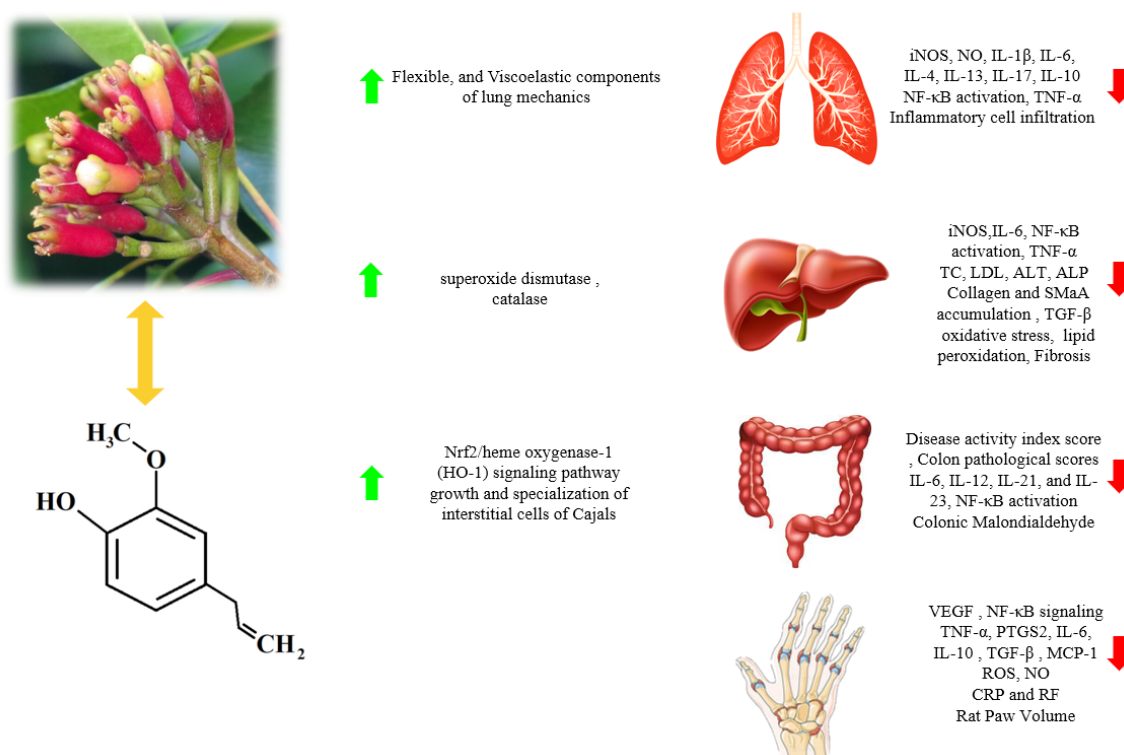 Flexible, and Viscoelastic components
of lung mechanics
iNOS, NO, IL-1β, IL-6,
IL-4, IL-13, IL-17, IL-10
NF-κB activation, TNF-α
Inflammatory cell infiltration
superoxide dismutase ,
catalase
iNOS,IL-6, NF-κB
activation, TNF-α
TC, LDL, ALT, ALP
Collagen and SMaA
accumulation , TGF-β
oxidative stress, lipid
peroxidation, Fibrosis
H₃C
O
HO
CH₂
Nrf2/heme oxygenase-1
(HO-1) signaling pathway
growth and specialization of
interstitial cells of Cajals
Disease activity index score
, Colon pathological scores
IL-6, IL-12, IL-21, and IL-
23, NF-κB activation
Colonic Malondialdehyde
VEGF , NF-κB signaling
TNF-α, PTGS2, IL-6,
IL-10 , TGF-β , MCP-1
ROS, NO
CRP and RF
Rat Paw Volume